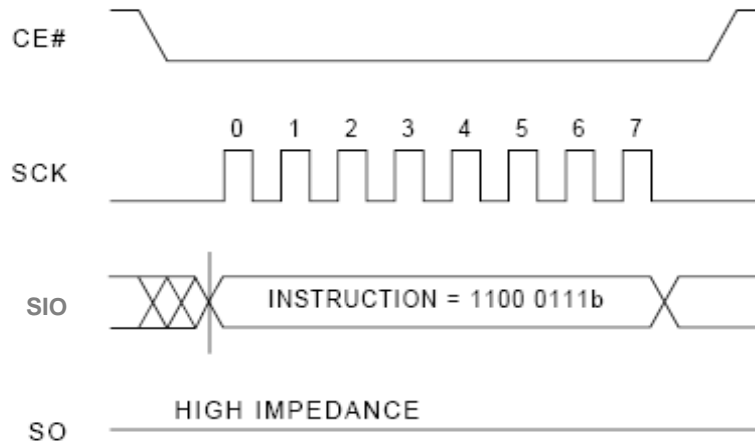 CE#
0 1 2 3 4 5 6 7
SCK
SIO INSTRUCTION = 1100 0111b
HIGH IMPEDANCE
SO